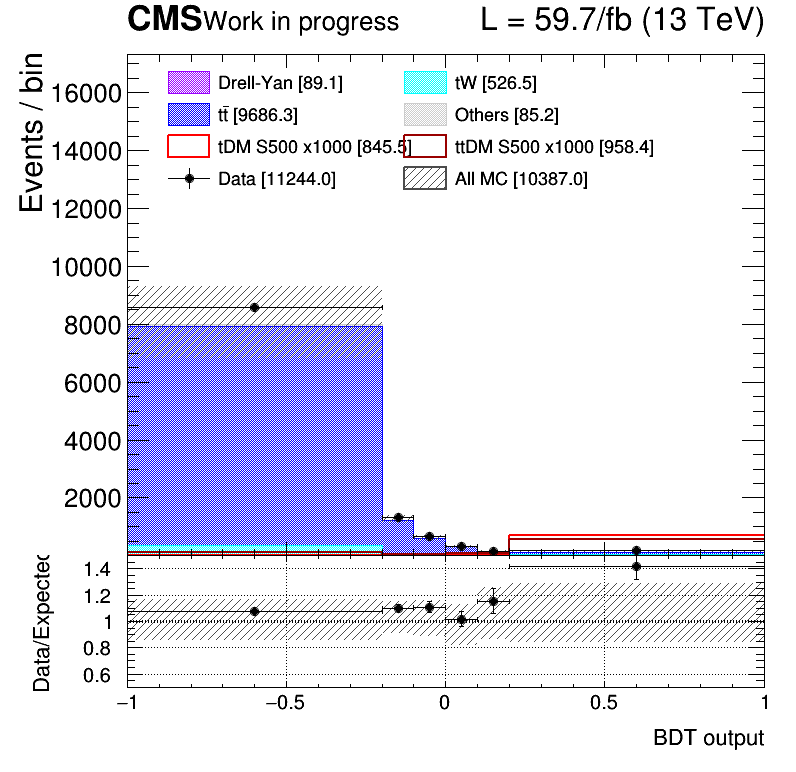 CMS Work in progress L = 59.7/fb (13 TeV)
Events / bin
16000
14000
12000
10000
8000
6000
4000
2000
Drell-Yan [89.1] tW [526.5]
tt̄ [9686.3] Others [85.2]
tDM S500 x1000 [845.5] ttDM S500 x1000 [958.4]
Data [11244.0] All MC [10387.0]
Data/Expected
1.4
1.2
1
0.8
0.6
−1 −0.5 0 0.5 1
BDT output